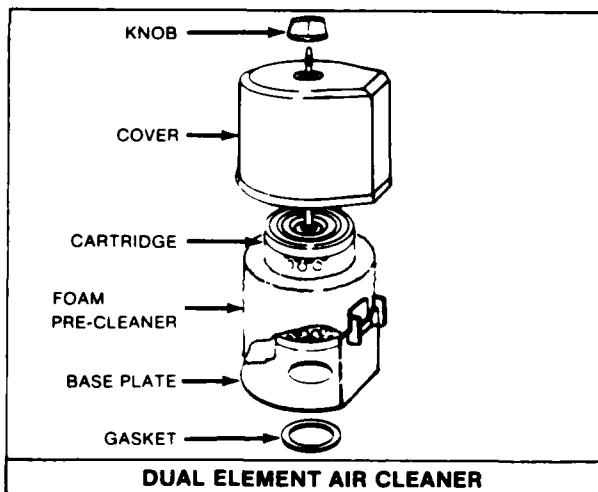 KNOB
COVER
CARTRIDGE
FOAM
PRE-CLEANER
BASE PLATE
GASKET
DUAL ELEMENT AIR CLEANER